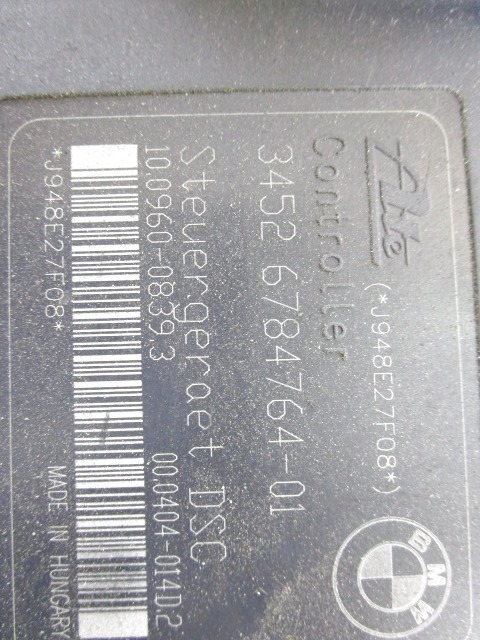 Ate (*J948E27F08*)
Controller
BMW
3452 6784764-01
Steuergeraet DSC
10.0960-0839.3 00.0404-014D.2
*J948E27F08* MADE IN HUNGARY